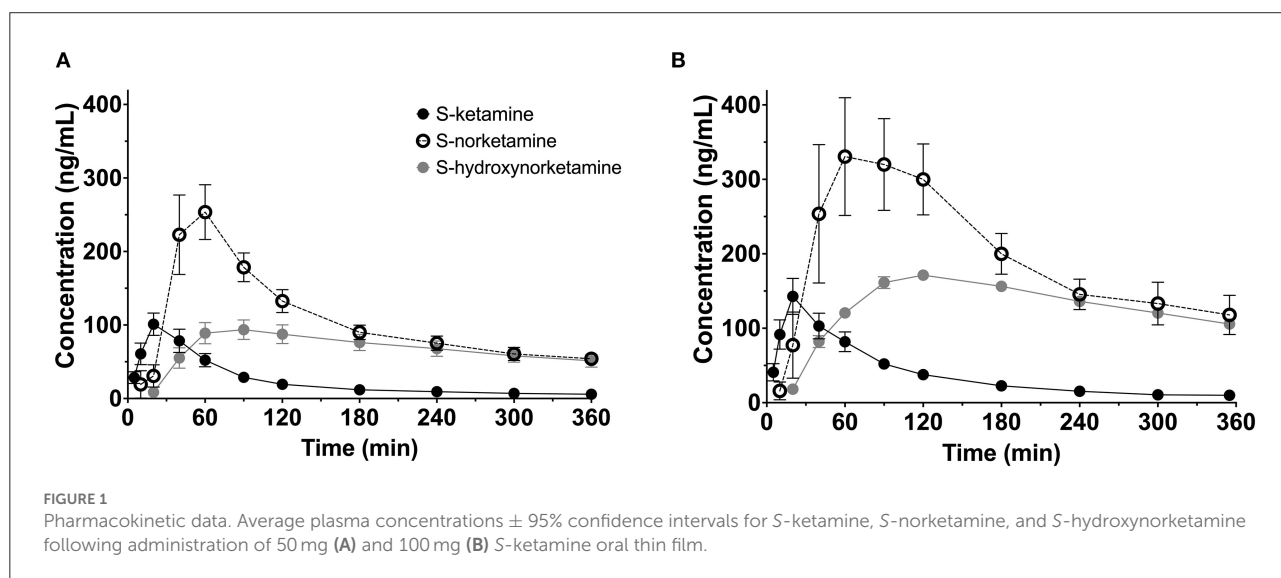 A
Concentration (ng/mL)
400
300
200
100
0
0 60 120 180 240 300 360
Time (min)
S-ketamine
S-norketamine
S-hydroxynorketamine
B
Concentration (ng/mL)
400
300
200
100
0
0 60 120 180 240 300 360
Time (min)
FIGURE 1
Pharmacokinetic data. Average plasma concentrations ± 95% confidence intervals for S-ketamine, S-norketamine, and S-hydroxynorketamine
following administration of 50 mg (A) and 100 mg (B) S-ketamine oral thin film.